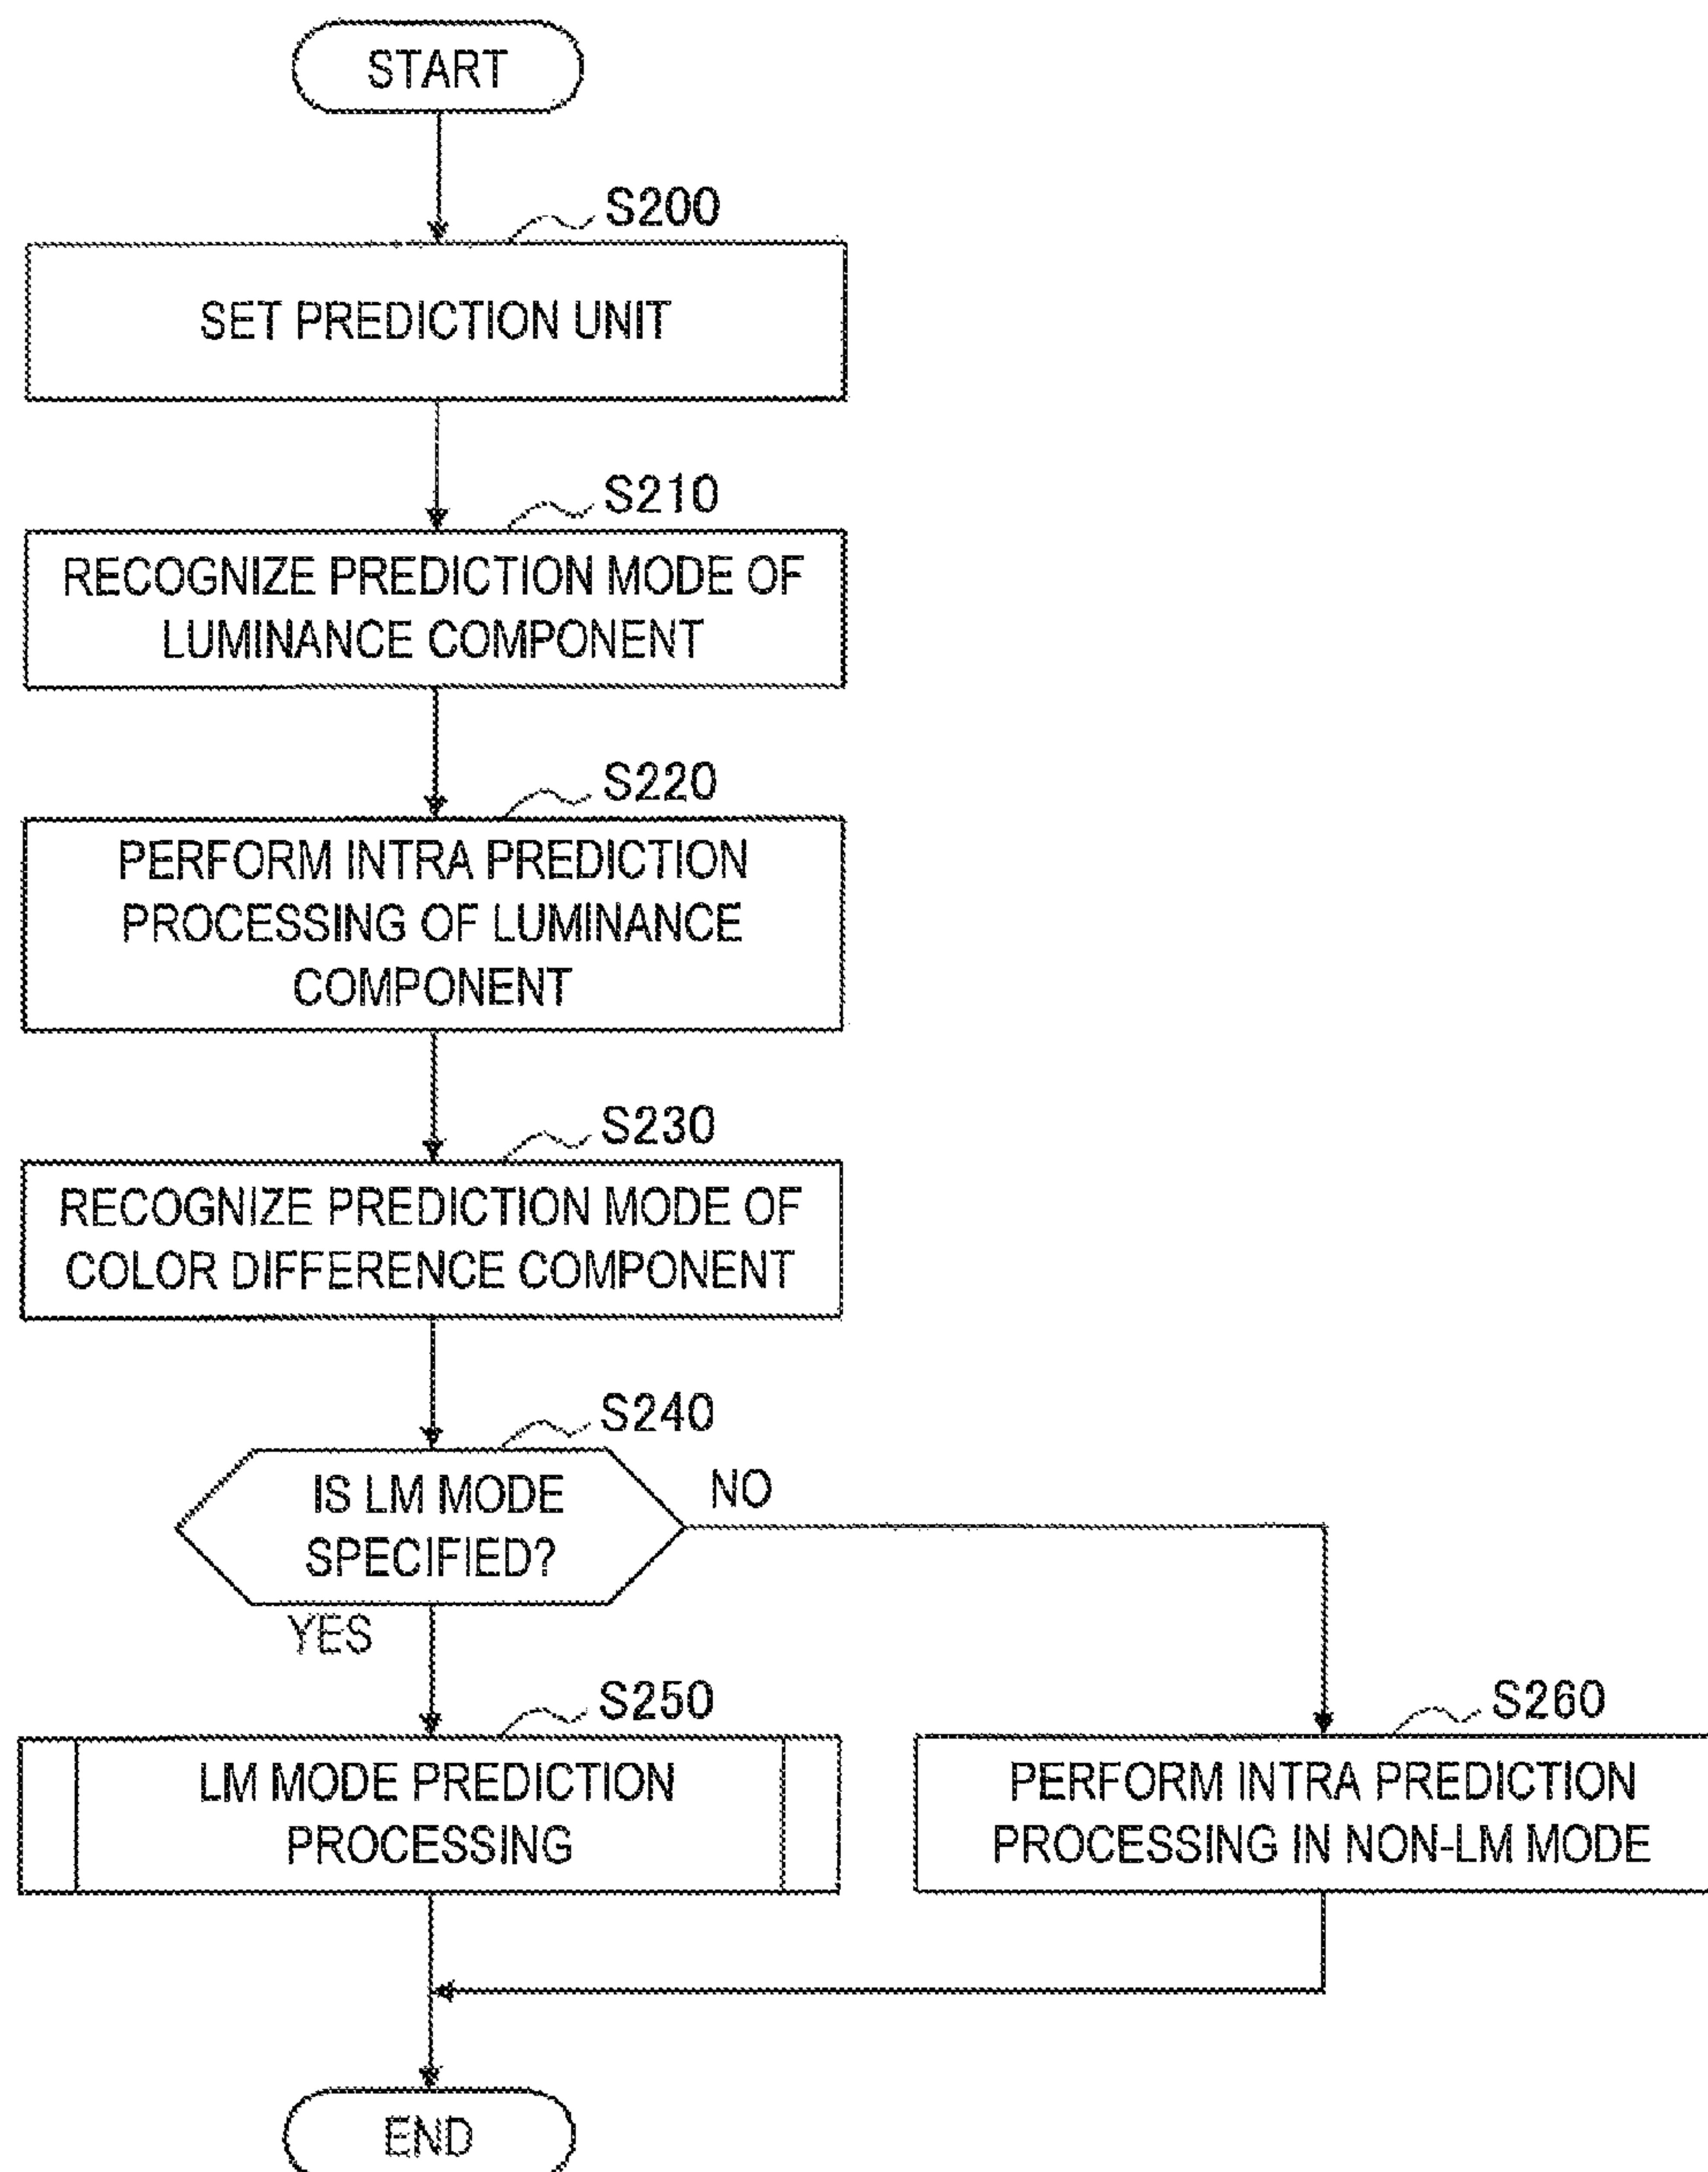 START
S200
SET PREDICTION UNIT
S210
RECOGNIZE PREDICTION MODE OF
LUMINANCE COMPONENT
S220
PERFORM INTRA PREDICTION
PROCESSING OF LUMINANCE
COMPONENT
S230
RECOGNIZE PREDICTION MODE OF
COLOR DIFFERENCE COMPONENT
S240
IS LM MODE
SPECIFIED?
NO
YES
S250
LM MODE PREDICTION
PROCESSING
S260
PERFORM INTRA PREDICTION
PROCESSING IN NON-LM MODE
END